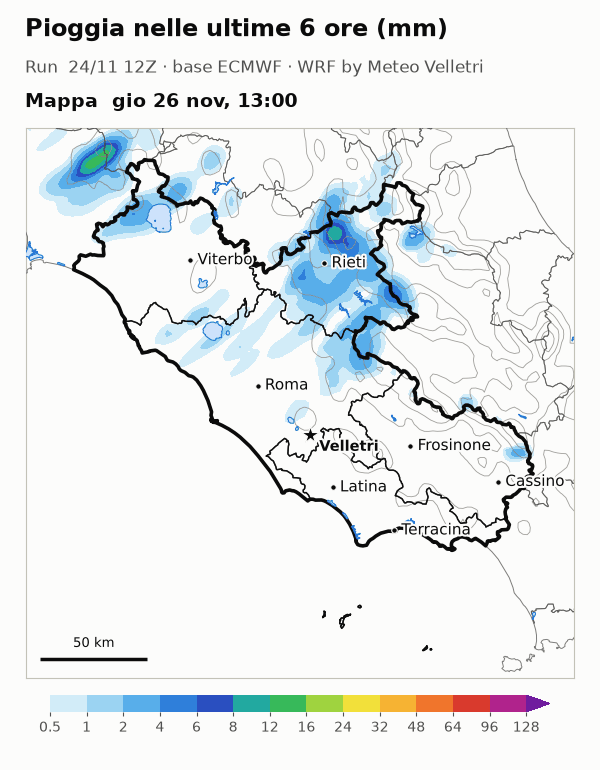 Pioggia nelle ultime 6 ore (mm)
Run  24/11 12Z · base ECMWF · WRF by Meteo Velletri
Mappa  gio 26 nov, 13:00
Viterbo
Rieti
Roma
Velletri
Frosinone
Latina
Cassino
Terracina
50 km
0.5 1 2 4 6 8 12 16 24 32 48 64 96 128